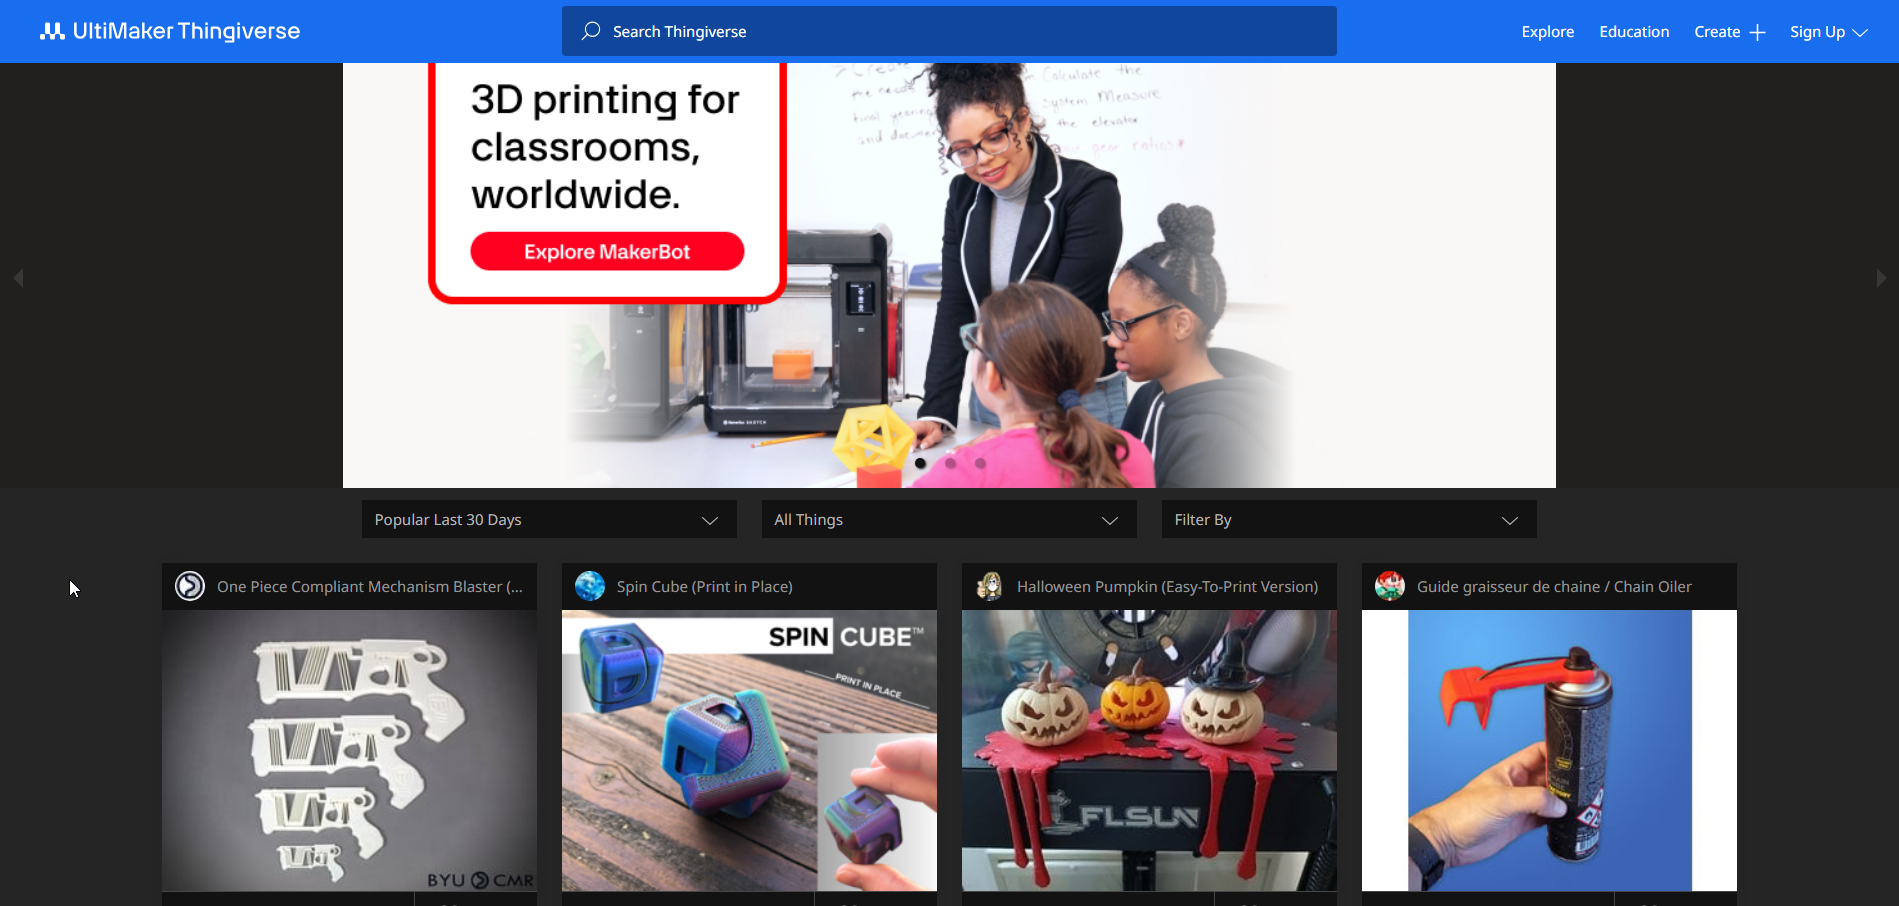 UltiMaker Thingiverse
Search Thingiverse
Explore
Education
Create
Sign Up
3D printing for
classrooms,
worldwide.
Explore MakerBot
Calculate the
system Measure
the elevator
and
gear ratios*
Popular Last 30 Days
All Things
Filter By
One Piece Compliant Mechanism Blaster (...
Spin Cube (Print in Place)
Halloween Pumpkin (Easy-To-Print Version)
Guide graisseur de chaine / Chain Oiler
SPIN CUBE™
PRINT IN PLACE
FLSUN
BYU CMR